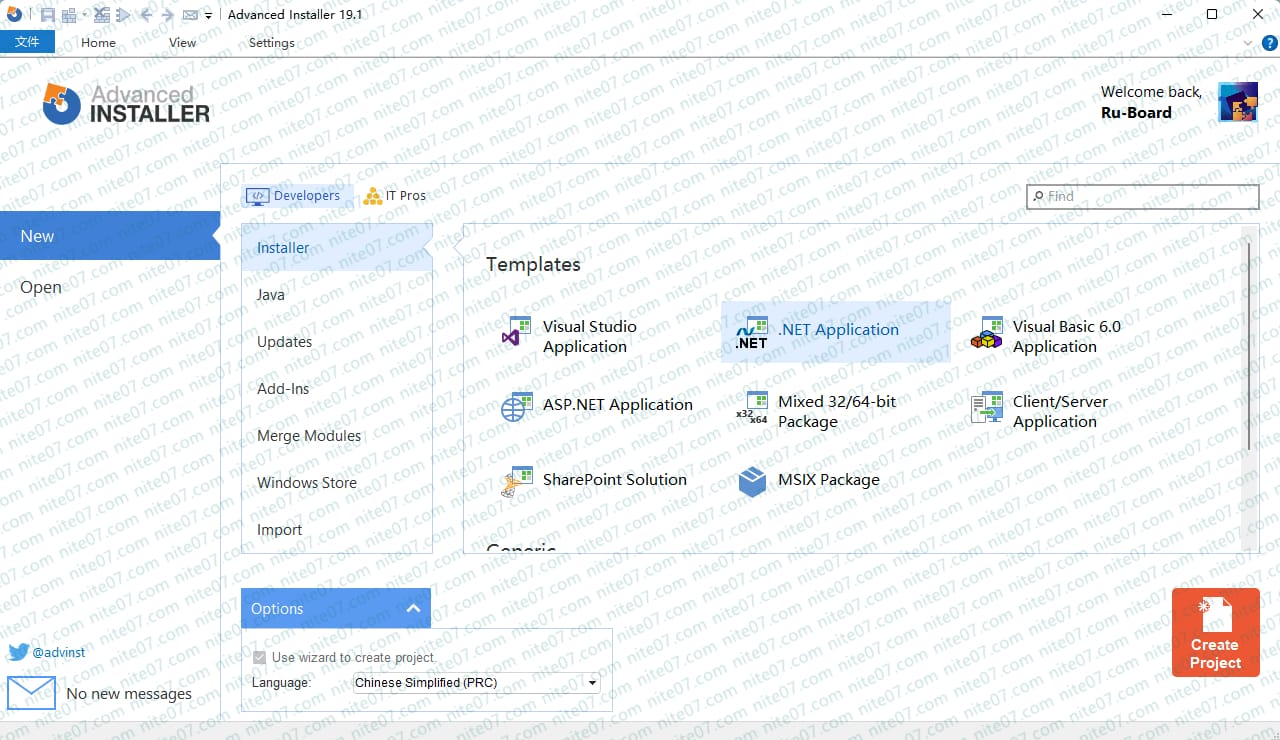 Advanced Installer 19.1
文件
Home
View
Settings
?
Advanced
INSTALLER
Welcome back,
Ru-Board
Developers
IT Pros
Find
New
Open
Installer
Java
Updates
Add-Ins
Merge Modules
Windows Store
Import
Templates
Visual Studio
Application
.NET
.NET Application
Visual Basic 6.0
Application
ASP.NET Application
x32
x64
Mixed 32/64-bit
Package
Client/Server
Application
SharePoint Solution
MSIX Package
Generic
Options
Use wizard to create project
Language:
Chinese Simplified (PRC)
Create
Project
@advinst
No new messages
nite07.com